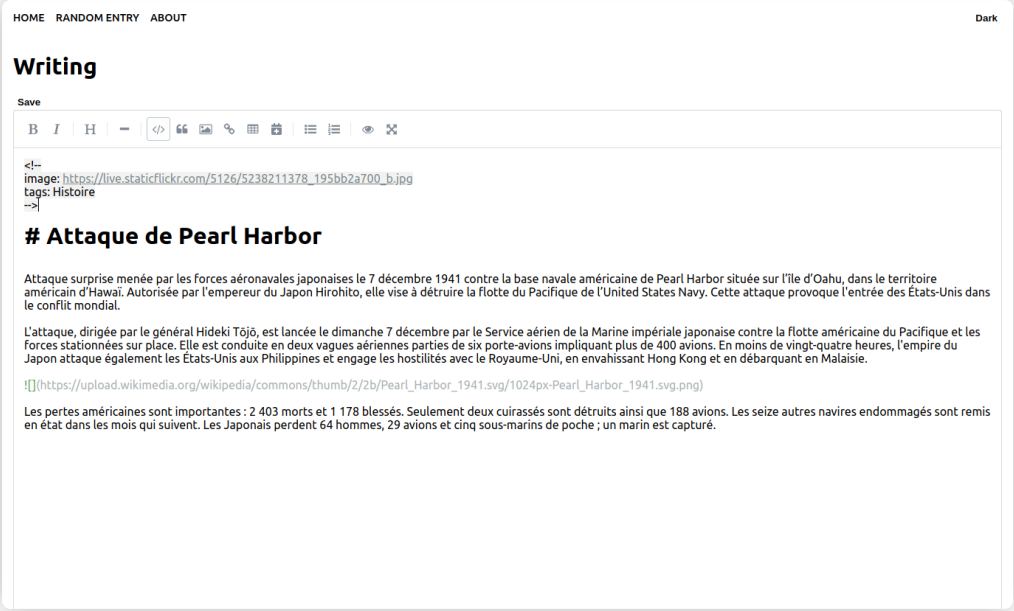 HOME RANDOM ENTRY ABOUT Dark
Writing
Save
B I H
<!--
image: https://live.staticflickr.com/5126/5238211378_195bb2a700_b.jpg
tags: Histoire
-->
# Attaque de Pearl Harbor
Attaque surprise menée par les forces aéronavales japonaises le 7 décembre 1941 contre la base navale américaine de Pearl Harbor située sur l’île d’Oahu, dans le territoire
américain d’Hawaï. Autorisée par l'empereur du Japon Hirohito, elle vise à détruire la flotte du Pacifique de l’United States Navy. Cette attaque provoque l'entrée des États-Unis dans
le conflit mondial.
L'attaque, dirigée par le général Hideki Tōjō, est lancée le dimanche 7 décembre par le Service aérien de la Marine impériale japonaise contre la flotte américaine du Pacifique et les
forces stationnées sur place. Elle est conduite en deux vagues aériennes parties de six porte-avions impliquant plus de 400 avions. En moins de vingt-quatre heures, l'empire du
Japon attaque également les États-Unis aux Philippines et engage les hostilités avec le Royaume-Uni, en envahissant Hong Kong et en débarquant en Malaisie.
![](https://upload.wikimedia.org/wikipedia/commons/thumb/2/2b/Pearl_Harbor_1941.svg/1024px-Pearl_Harbor_1941.svg.png)
Les pertes américaines sont importantes : 2 403 morts et 1 178 blessés. Seulement deux cuirassés sont détruits ainsi que 188 avions. Les seize autres navires endommagés sont remis
en état dans les mois qui suivent. Les Japonais perdent 64 hommes, 29 avions et cinq sous-marins de poche ; un marin est capturé.